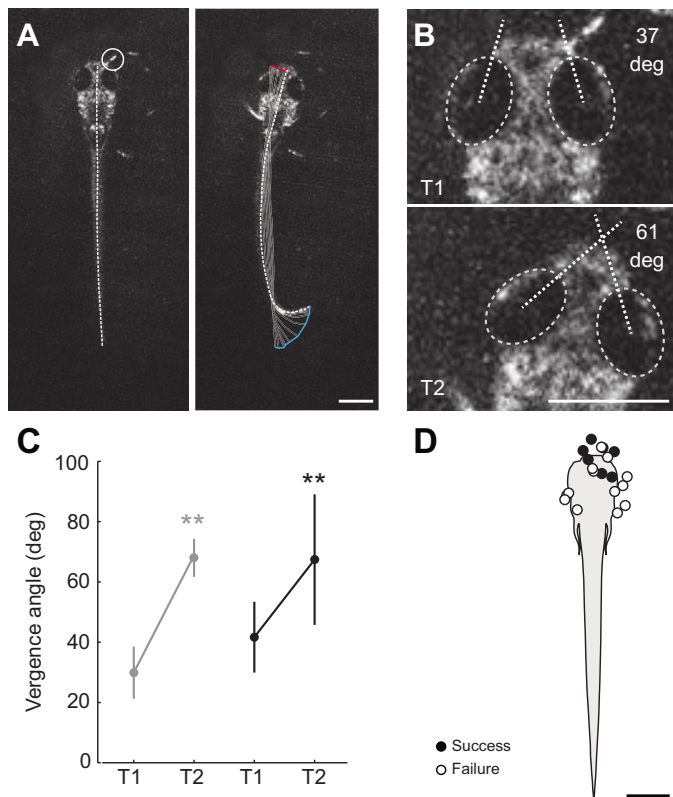 A
B
37
deg
T1
61
deg
T2
C
D
100
80
60
40
20
0
Vergence angle (deg)
**
**
T1 T2 T1 T2
Success
Failure